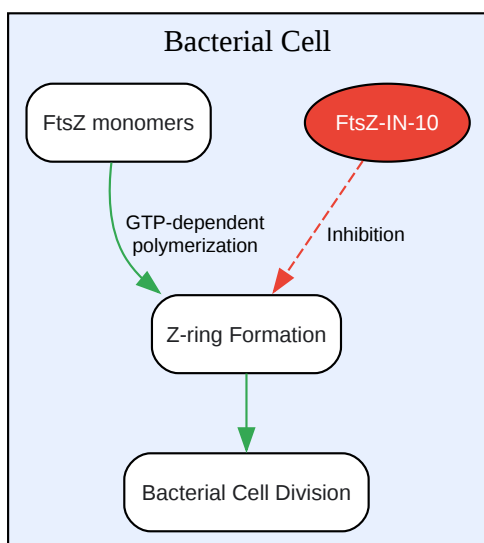 Bacterial Cell
FtsZ monomers
FtsZ-IN-10
GTP-dependent
polymerization
Inhibition
Z-ring Formation
Bacterial Cell Division